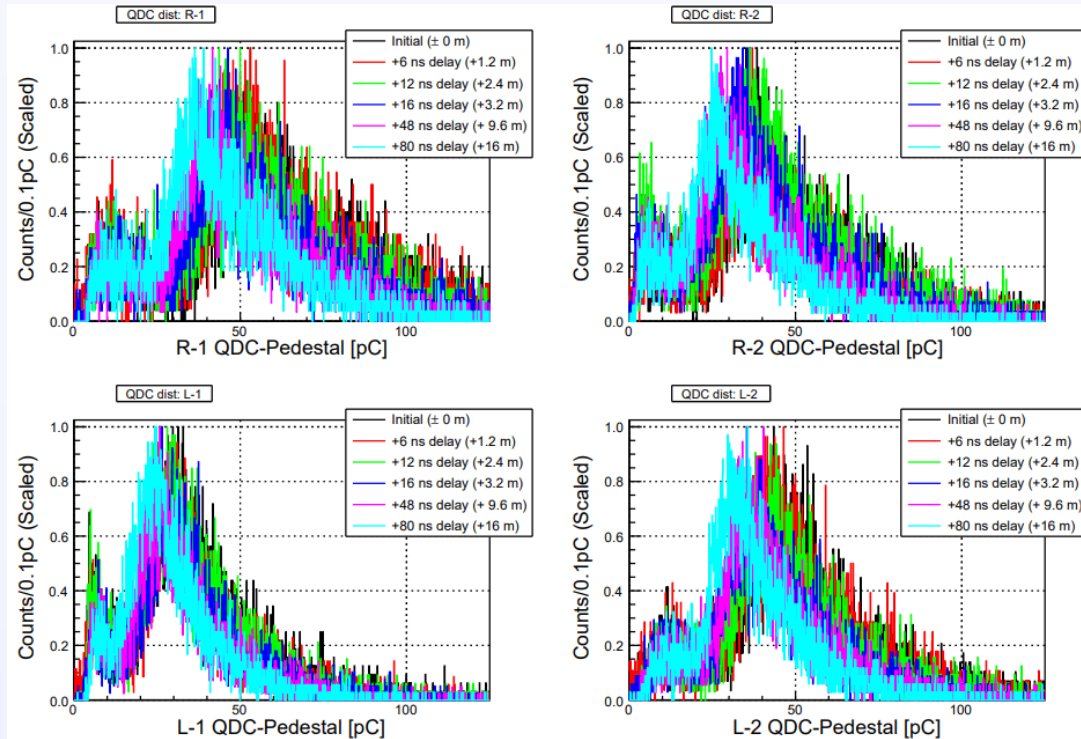 QDC dist: R-1
Counts/0.1pC (Scaled)
1.0
0.8
0.6
0.4
0.2
0.0
Initial (± 0 m)
+6 ns delay (+1.2 m)
+12 ns delay (+2.4 m)
+16 ns delay (+3.2 m)
+48 ns delay (+ 9.6 m)
+80 ns delay (+16 m)
0 50 100
R-1 QDC-Pedestal [pC]
QDC dist: R-2
Counts/0.1pC (Scaled)
1.0
0.8
0.6
0.4
0.2
0.0
Initial (± 0 m)
+6 ns delay (+1.2 m)
+12 ns delay (+2.4 m)
+16 ns delay (+3.2 m)
+48 ns delay (+ 9.6 m)
+80 ns delay (+16 m)
0 50 100
R-2 QDC-Pedestal [pC]
QDC dist: L-1
Counts/0.1pC (Scaled)
1.0
0.8
0.6
0.4
0.2
0.0
Initial (± 0 m)
+6 ns delay (+1.2 m)
+12 ns delay (+2.4 m)
+16 ns delay (+3.2 m)
+48 ns delay (+ 9.6 m)
+80 ns delay (+16 m)
0 50 100
L-1 QDC-Pedestal [pC]
QDC dist: L-2
Counts/0.1pC (Scaled)
1.0
0.8
0.6
0.4
0.2
0.0
Initial (± 0 m)
+6 ns delay (+1.2 m)
+12 ns delay (+2.4 m)
+16 ns delay (+3.2 m)
+48 ns delay (+ 9.6 m)
+80 ns delay (+16 m)
0 50 100
L-2 QDC-Pedestal [pC]